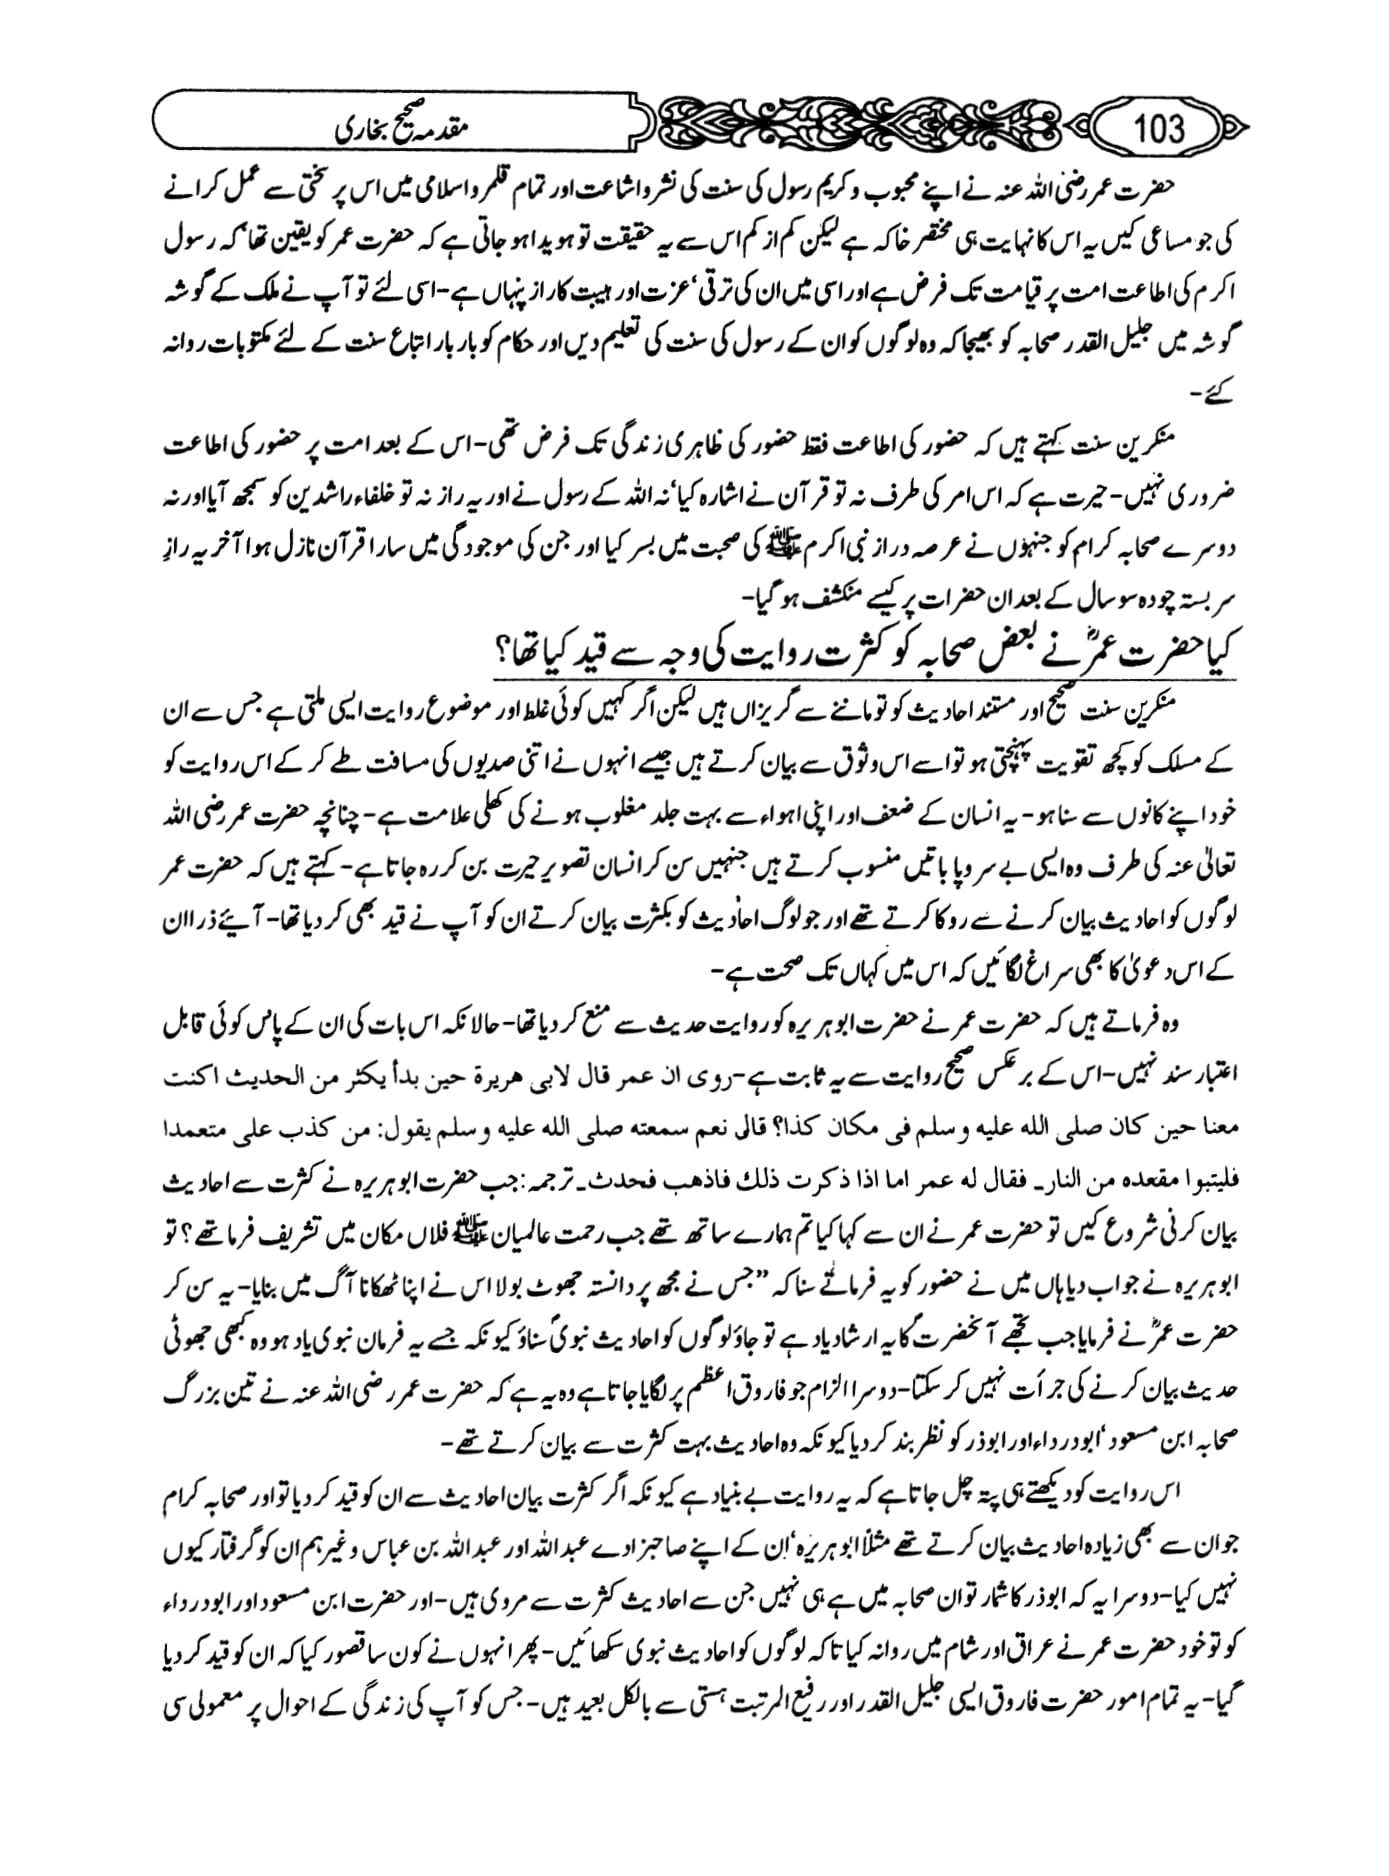 مقدمہ صحیح بخاری
103
حضرت عمر رضی اللہ عنہ نے اپنے محبوب و کریم رسول کی سنت کی نشر و اشاعت اور تمام قلمرو اسلامی میں اس پر سختی سے عمل کرانے
کی جو مساعی کیں یہ اس کا نہایت ہی مختصر خاکہ ہے لیکن کم از کم اس سے یہ حقیقت تو ہویدا ہو جاتی ہے کہ حضرت عمر کو یقین تھا' کہ رسول
اکرم کی اطاعت امت پر قیامت تک فرض ہے اور اسی میں ان کی ترقی' عزت اور ہیبت کا راز پنہاں ہے-اسی لئے تو آپ نے ملک کے گوشہ
گوشہ میں جلیل القدر صحابہ کو بھیجا کہ وہ لوگوں کو ان کے رسول کی سنت کی تعلیم دیں اور حکام کو بار بار اتباع سنت کے لئے مکتوبات روانہ
کئے-
منکرین سنت کہتے ہیں کہ حضور کی اطاعت فقط حضور کی ظاہری زندگی تک فرض تھی-اس کے بعد امت پر حضور کی اطاعت
ضروری نہیں-حیرت ہے کہ اس امر کی طرف نہ تو قرآن نے اشارہ کیا' نہ اللہ کے رسول نے اور یہ راز نہ تو خلفاء راشدین کو سمجھ آیا اور نہ
دوسرے صحابہ کرام کو جنہوں نے عرصہ دراز نبی اکرم ﷺ کی صحبت میں بسر کیا اور جن کی موجودگی میں سارا قرآن نازل ہوا آخر یہ رازِ
سربستہ چودہ سو سال کے بعد ان حضرات پر کیسے منکشف ہو گیا-
کیا حضرت عمرؓ نے بعض صحابہ کو کثرت روایت کی وجہ سے قید کیا تھا؟
منکرین سنت صحیح اور مستند احادیث کو تو ماننے سے گریزاں ہیں لیکن اگر کہیں کوئی غلط اور موضوع روایت ایسی ملتی ہے جس سے ان
کے مسلک کو کچھ تقویت پہنچتی ہو تو اسے اس وثوق سے بیان کرتے ہیں جیسے انہوں نے اتنی صدیوں کی مسافت طے کر کے اس روایت کو
خود اپنے کانوں سے سنا ہو- یہ انسان کے ضعف اور اپنی اہواء سے بہت جلد مغلوب ہونے کی کھلی علامت ہے- چنانچہ حضرت عمر رضی اللہ
تعالیٰ عنہ کی طرف وہ ایسی بے سروپا باتیں منسوب کرتے ہیں جنہیں سن کر انسان تصویر حیرت بن کر رہ جاتا ہے- کہتے ہیں کہ حضرت عمر
لوگوں کو احادیث بیان کرنے سے روکا کرتے تھے اور جو لوگ احادیث کو بکثرت بیان کرتے ان کو آپ نے قید بھی کر دیا تھا- آیئے ذرا ان
کے اس دعویٰ کا بھی سراغ لگائیں کہ اس میں کہاں تک صحت ہے-
وہ فرماتے ہیں کہ حضرت عمر نے حضرت ابو ہریرہ کو روایت حدیث سے منع کر دیا تھا- حالانکہ اس بات کی ان کے پاس کوئی قابل
اعتبار سند نہیں-اس کے برعکس صحیح روایت سے یہ ثابت ہے-روی ان عمر قال لابی هریرة حین بدأ یکثر من الحدیث اکنت
معنا حین کان صلی الله علیه وسلم فی مکان کذا؟ قال نعم سمعته صلی الله علیه وسلم یقول: من کذب علی متعمدا
فلیتبوا مقعده من النار۔ فقال له عمر اما اذا ذکرت ذلك فاذهب فحدث۔ ترجمہ: جب حضرت ابو ہریرہ نے کثرت سے احادیث
بیان کرنی شروع کیں تو حضرت عمر نے ان سے کہا کیا تم ہمارے ساتھ تھے جب رحمت عالمیان ﷺ فلاں مکان میں تشریف فرما تھے؟ تو
ابو ہریرہ نے جواب دیا ہاں میں نے حضور کو یہ فرماتے سنا کہ ”جس نے مجھ پر دانستہ جھوٹ بولا اس نے اپنا ٹھکانا آگ میں بنایا- یہ سن کر
حضرت عمرؓ نے فرمایا جب تجھے آنحضرتؐ کا یہ ارشاد یاد ہے تو جاؤ لوگوں کو احادیث نبویؐ سناؤ کیونکہ جسے یہ فرمان نبوی یاد ہو وہ کبھی جھوٹی
حدیث بیان کرنے کی جرأت نہیں کر سکتا-دوسرا الزام جو فاروق اعظم پر لگایا جاتا ہے وہ یہ ہے کہ حضرت عمر رضی اللہ عنہ نے تین بزرگ
صحابہ ابن مسعود' ابو درداء اور ابوذر کو نظر بند کر دیا کیونکہ وہ احادیث بہت کثرت سے بیان کرتے تھے-
اس روایت کو دیکھتے ہی پتہ چل جاتا ہے کہ یہ روایت بے بنیاد ہے کیونکہ اگر کثرت بیان احادیث سے ان کو قید کر دیا تو اور صحابہ کرام
جو ان سے بھی زیادہ احادیث بیان کرتے تھے مثلاً ابو ہریرہ' ان کے اپنے صاحبزادے عبداللہ اور عبداللہ بن عباس وغیرہم ان کو گرفتار کیوں
نہیں کیا-دوسرا یہ کہ ابوذر کا شمار تو ان صحابہ میں ہے ہی نہیں جن سے احادیث کثرت سے مروی ہیں-اور حضرت ابن مسعود اور ابودرداء
کو تو خود حضرت عمر نے عراق اور شام میں روانہ کیا تاکہ لوگوں کو احادیث نبوی سکھائیں- پھر انہوں نے کون سا قصور کیا کہ ان کو قید کر دیا
گیا- یہ تمام امور حضرت فاروق ایسی جلیل القدر اور رفیع المرتبت ہستی سے بالکل بعید ہیں- جس کو آپ کی زندگی کے احوال پر معمولی سی